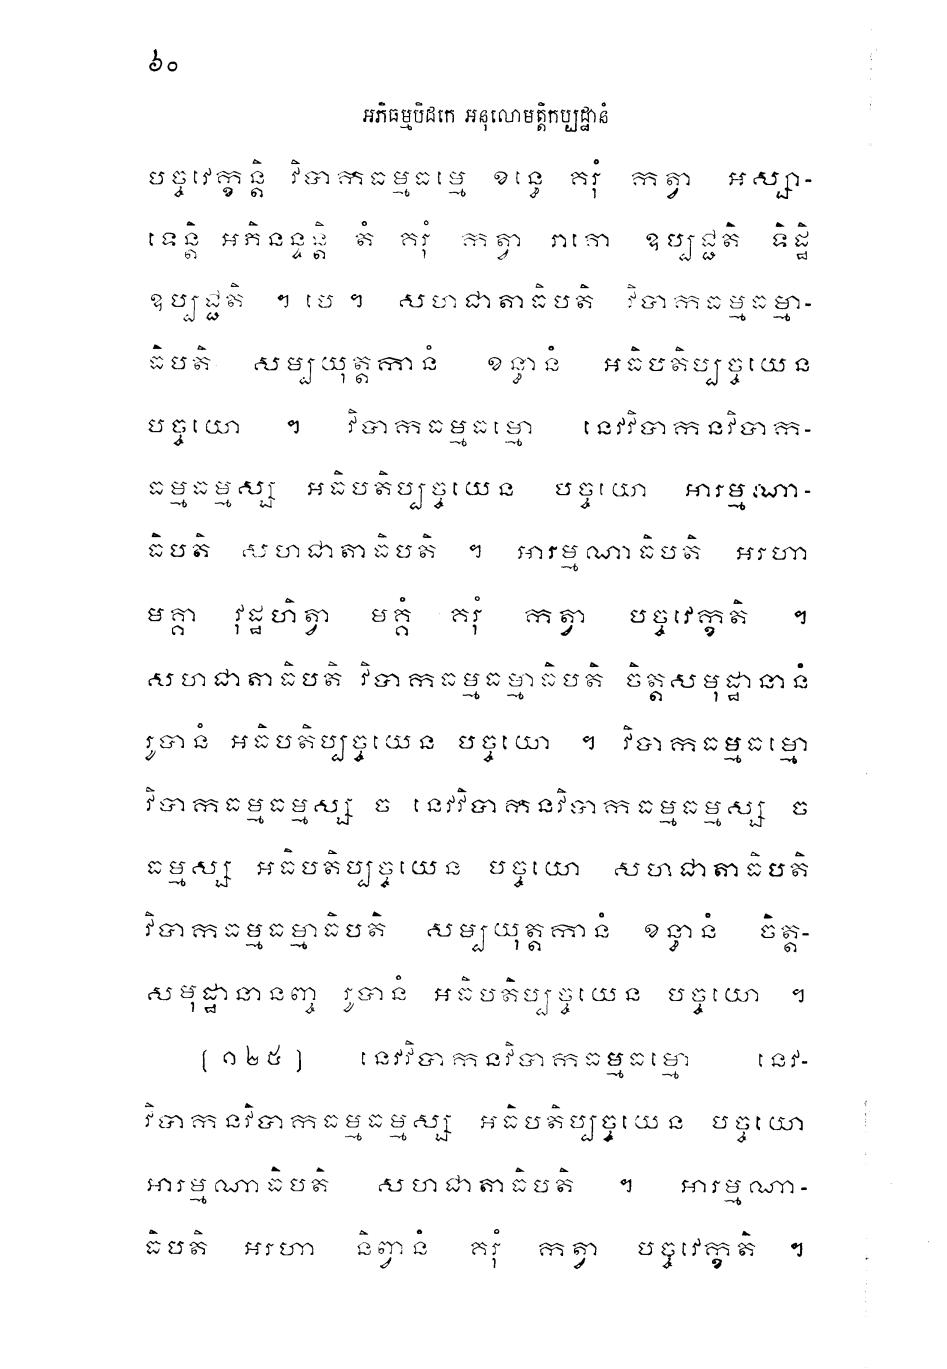 ៦០
អភិធម្មបិដកេ អនុលោមត្តិកប្បដ្ឋានំ
បច្ចវេក្ខន្តិ វិបាកធម្មធម្មេ ខន្ធេ គរុំ កត្វា អស្សា-
ទេន្តិ អភិនន្ទន្តិ តំ គរុំ កត្វា រាគោ ឧប្បជ្ជតិ ទិដ្ឋិ
ឧប្បជ្ជតិ ។ បេ ។ សហជាតាធិបតិ វិបាកធម្មធម្មា-
ធិបតិ សម្បយុត្តកានំ ខន្ធានំ អធិបតិប្បច្ចយេន
បច្ចយោ ។ វិបាកធម្មធម្មោ នេវវិបាកនវិបាក-
ធម្មធម្មស្ស អធិបតិប្បច្ចយេន បច្ចយោ អារម្មណា-
ធិបតិ សហជាតាធិបតិ ។ អារម្មណាធិបតិ អរហា
មគ្គា វុដ្ឋហិត្វា មគ្គំ គរុំ កត្វា បច្ចវេក្ខតិ ។
សហជាតាធិបតិ វិបាកធម្មធម្មាធិបតិ ចិត្តសមុដ្ឋានានំ
រូបានំ អធិបតិប្បច្ចយេន បច្ចយោ ។ វិបាកធម្មធម្មោ
វិបាកធម្មធម្មស្ស ច នេវវិបាកនវិបាកធម្មធម្មស្ស ច
ធម្មស្ស អធិបតិប្បច្ចយេន បច្ចយោ សហជាតាធិបតិ
វិបាកធម្មធម្មាធិបតិ សម្បយុត្តកានំ ខន្ធានំ ចិត្ត-
សមុដ្ឋានានញ្ច រូបានំ អធិបតិប្បច្ចយេន បច្ចយោ ។
[១២៥] នេវវិបាកនវិបាកធម្មធម្មោ នេវ-
វិបាកនវិបាកធម្មធម្មស្ស អធិបតិប្បច្ចយេន បច្ចយោ
អារម្មណាធិបតិ សហជាតាធិបតិ ។ អារម្មណា-
ធិបតិ អរហា និព្វានំ គរុំ កត្វា បច្ចវេក្ខតិ ។